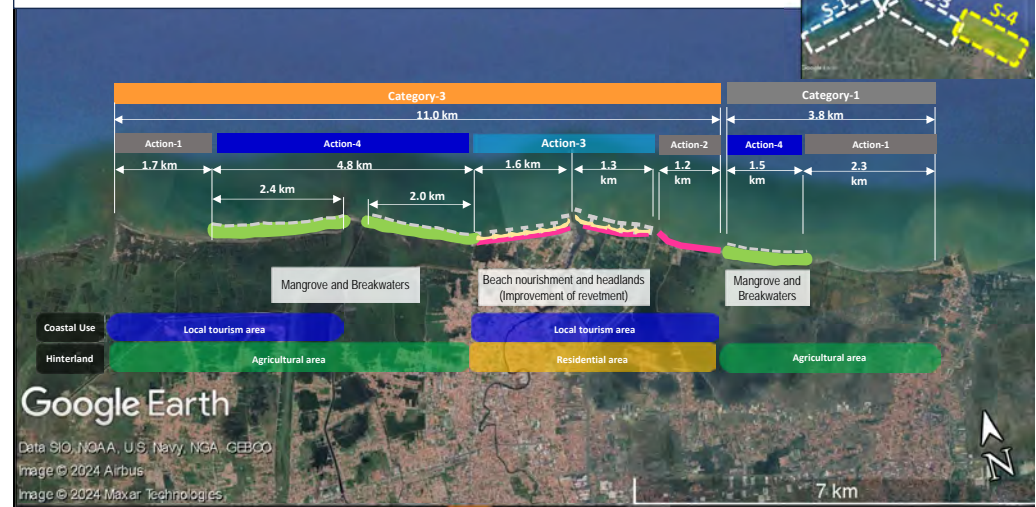 S-1
S-4
Category-3
Category-1
11.0 km
3.8 km
Action-1
Action-4
Action-3
Action-2
Action-4
Action-1
1.7 km
4.8 km
1.6 km
1.3
km
1.2
km
1.5
km
2.3
km
2.4 km
2.0 km
Mangrove and Breakwaters
Beach nourishment and headlands
(Improvement of revetment)
Mangrove and
Breakwaters
Coastal Use
Local tourism area
Local tourism area
Hinterland
Agricultural area
Residential area
Agricultural area
Google Earth
Data SIO, NOAA, U.S. Navy, NGA, GEBCO
Image © 2024 Airbus
Image © 2024 Maxar Technologies
7 km
N